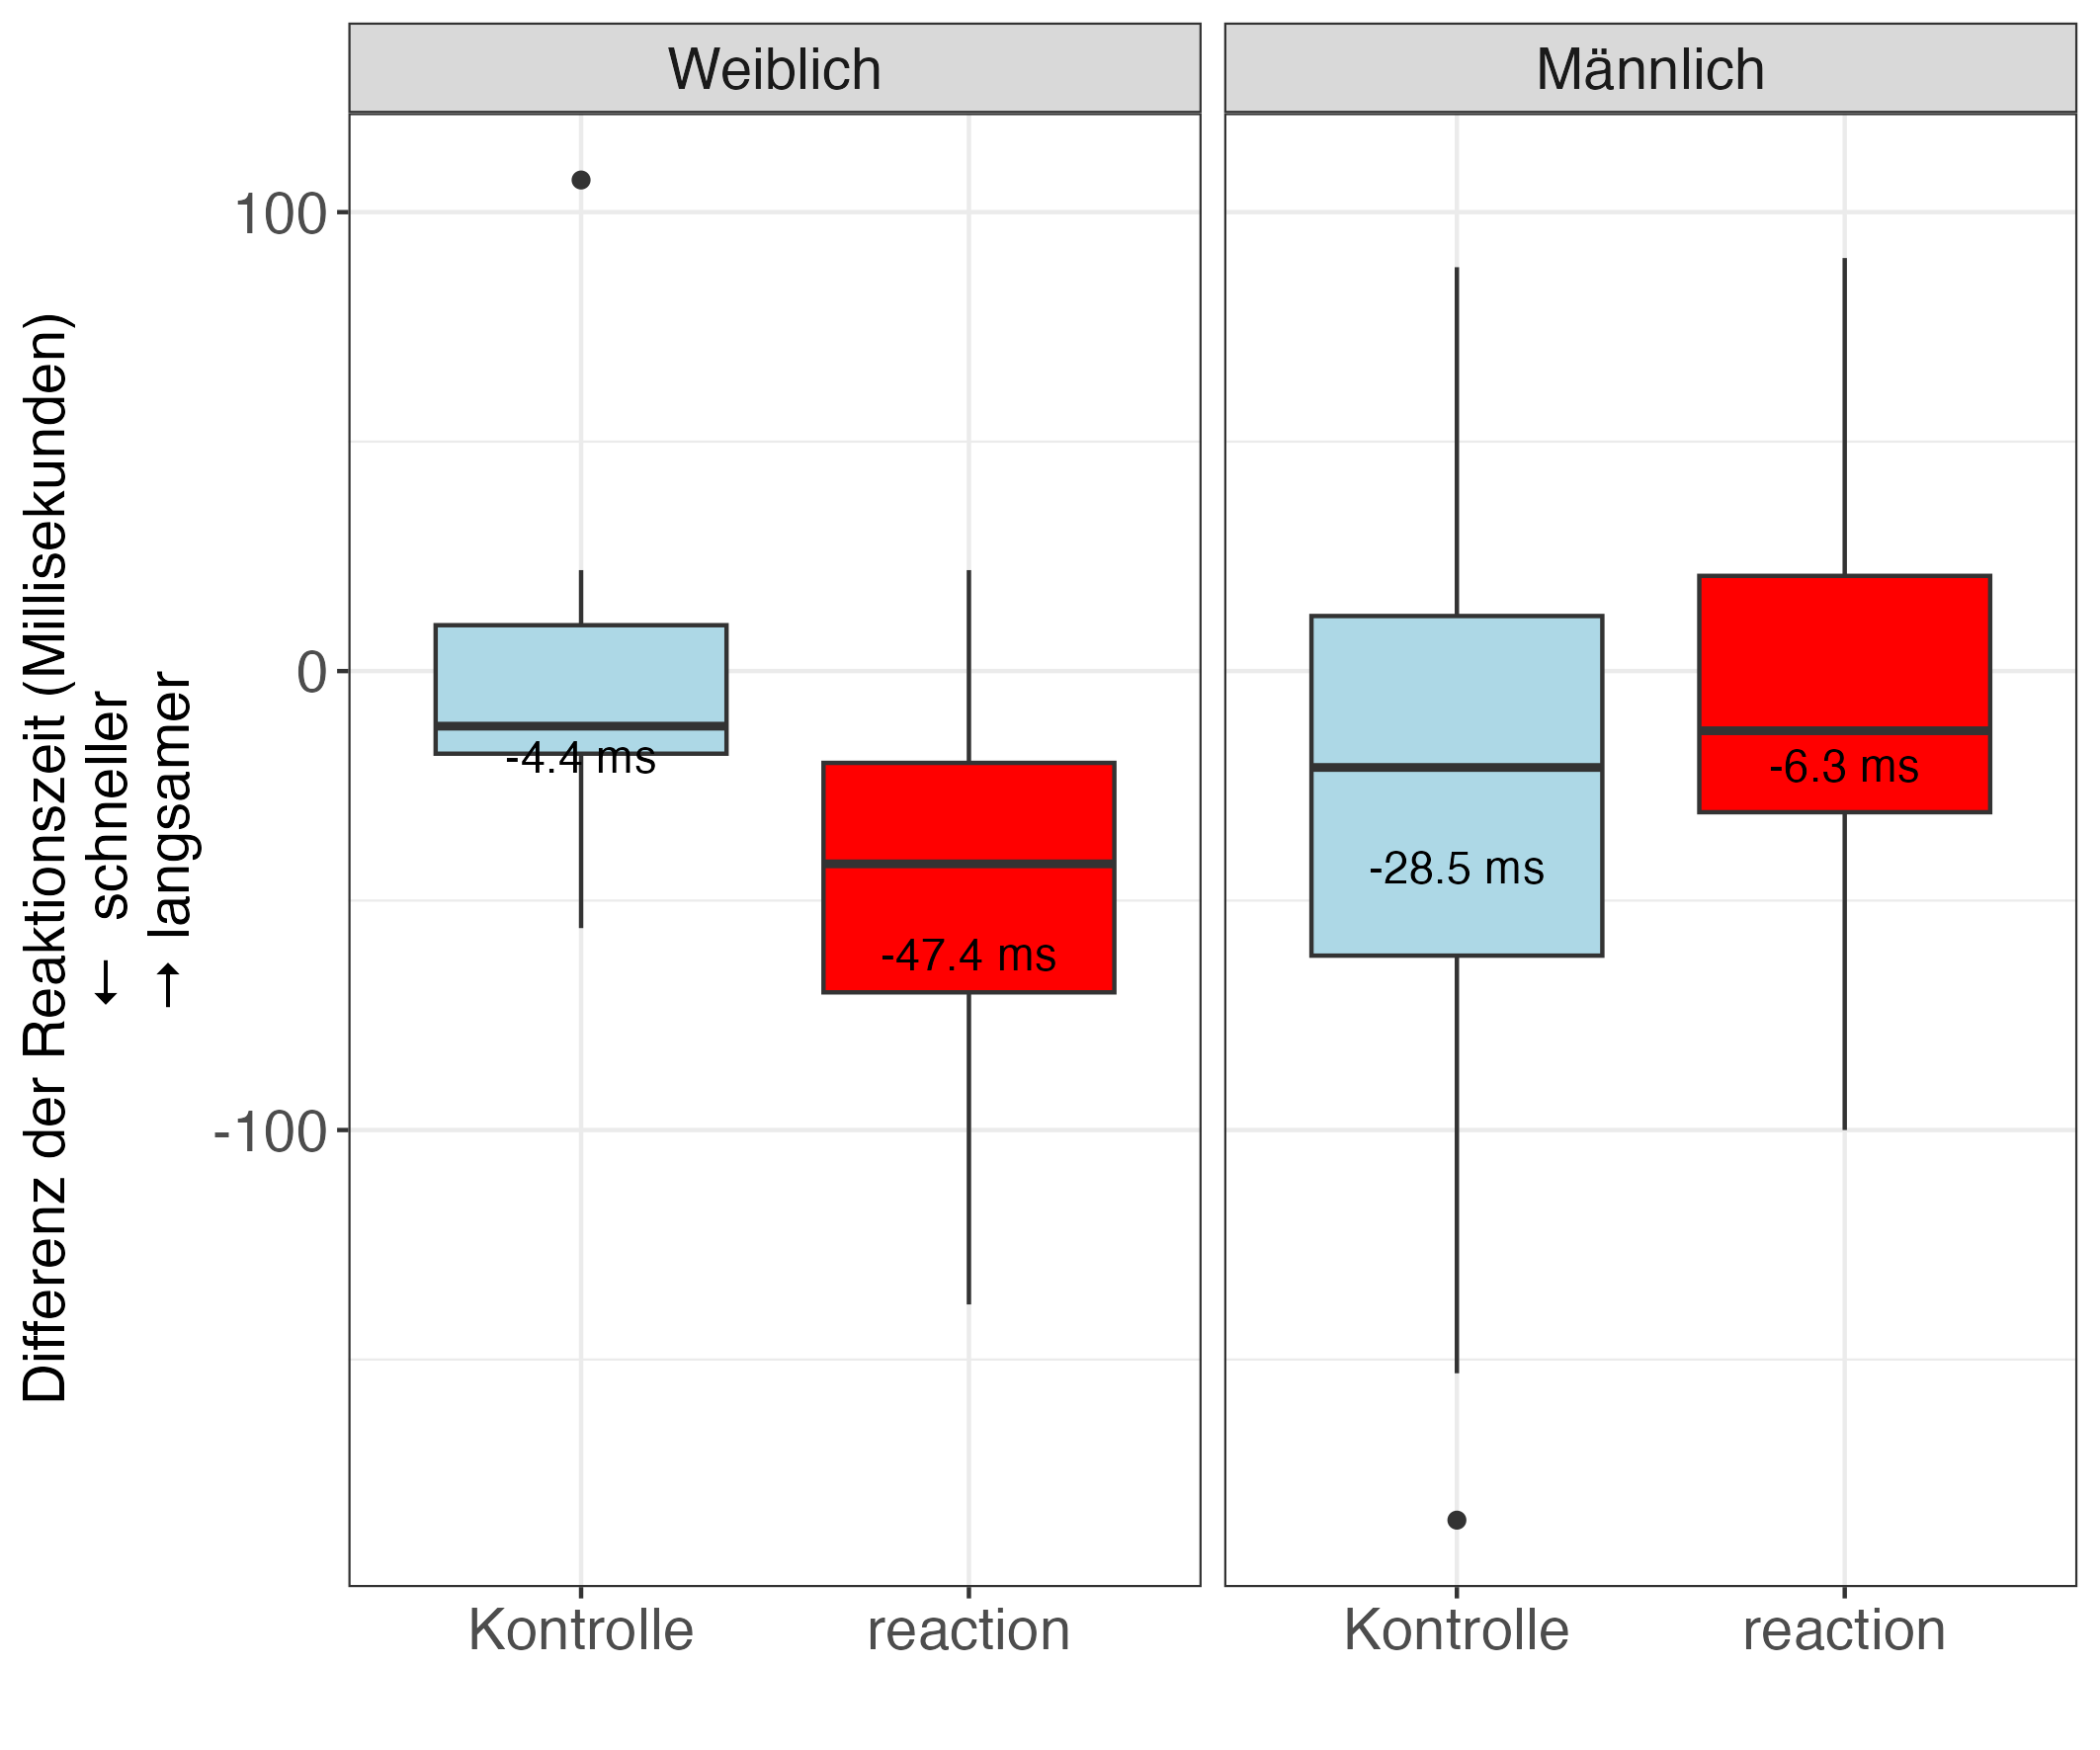 Weiblich
Männlich
Differenz der Reaktionszeit (Millisekunden)
← schneller
→ langsamer
100
0
-100
-4.4 ms
-47.4 ms
-28.5 ms
-6.3 ms
Kontrolle
reaction
Kontrolle
reaction